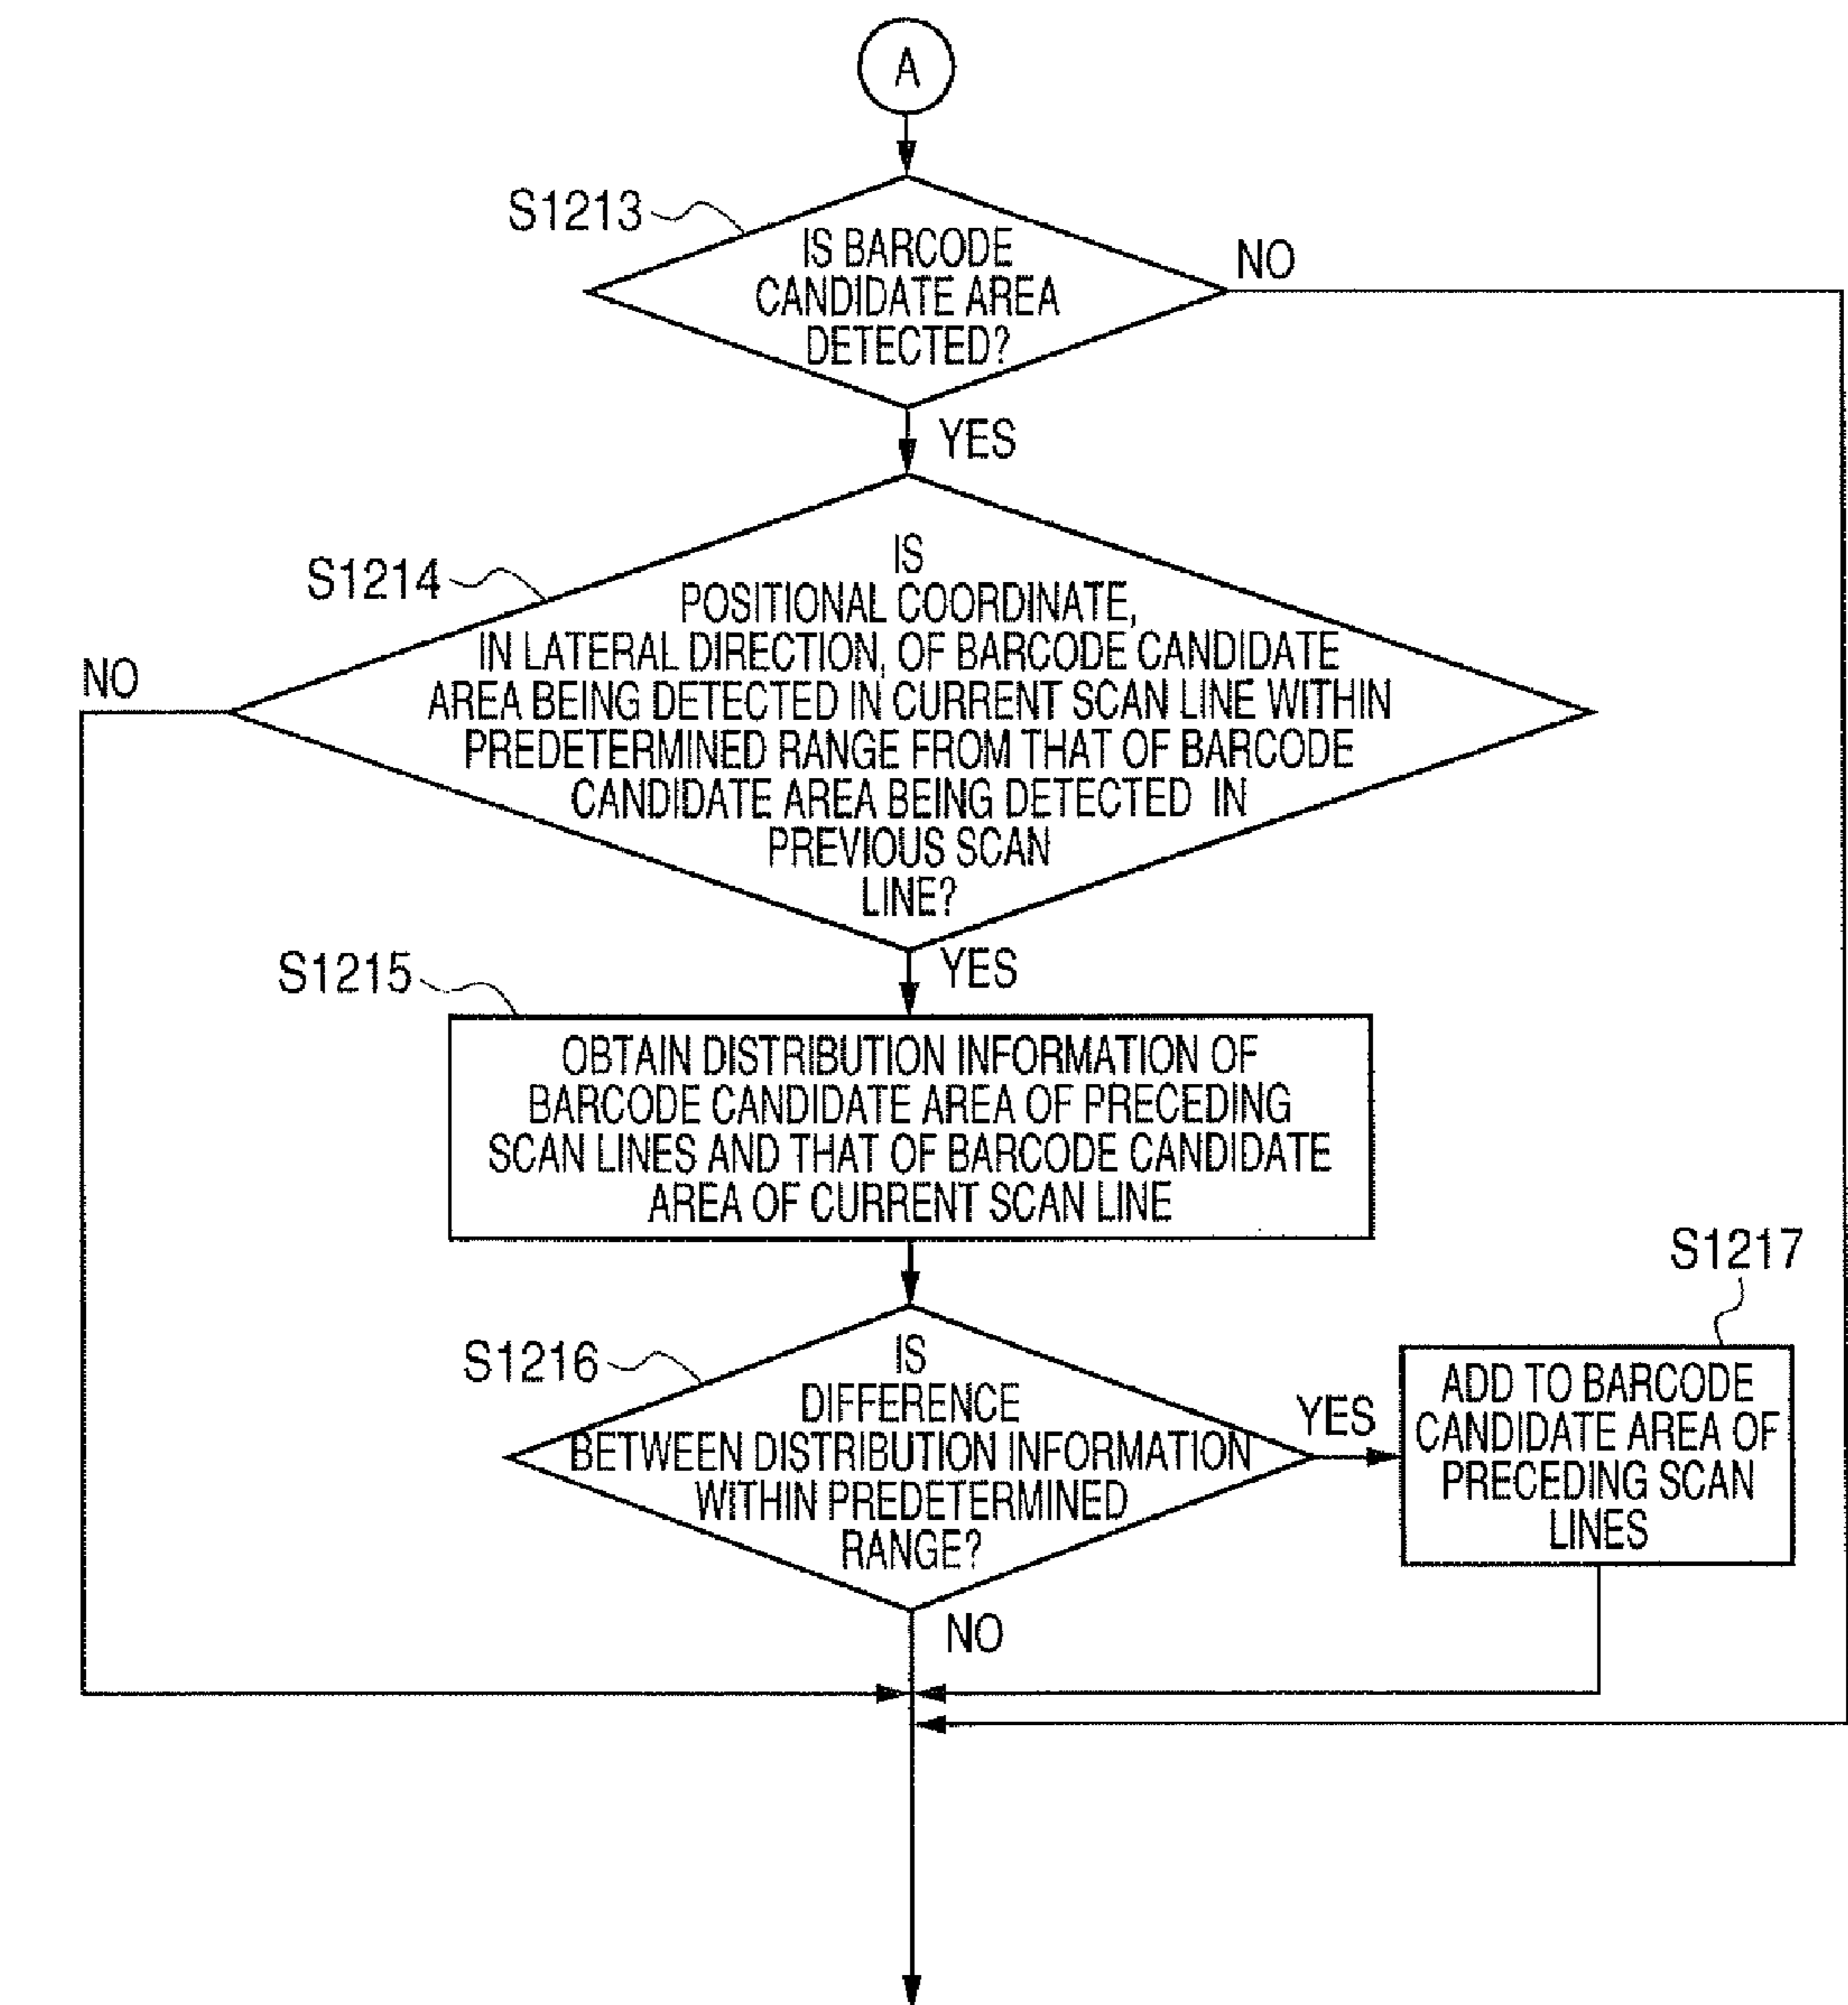 A
S1213
IS BARCODE
CANDIDATE AREA
DETECTED?
NO
YES
S1214
IS
POSITIONAL COORDINATE,
IN LATERAL DIRECTION, OF BARCODE CANDIDATE
AREA BEING DETECTED IN CURRENT SCAN LINE WITHIN
PREDETERMINED RANGE FROM THAT OF BARCODE
CANDIDATE AREA BEING DETECTED IN
PREVIOUS SCAN
LINE?
NO
YES
S1215
OBTAIN DISTRIBUTION INFORMATION OF
BARCODE CANDIDATE AREA OF PRECEDING
SCAN LINES AND THAT OF BARCODE CANDIDATE
AREA OF CURRENT SCAN LINE
S1216
IS
DIFFERENCE
BETWEEN DISTRIBUTION INFORMATION
WITHIN PREDETERMINED
RANGE?
YES
S1217
ADD TO BARCODE
CANDIDATE AREA OF
PRECEDING SCAN
LINES
NO